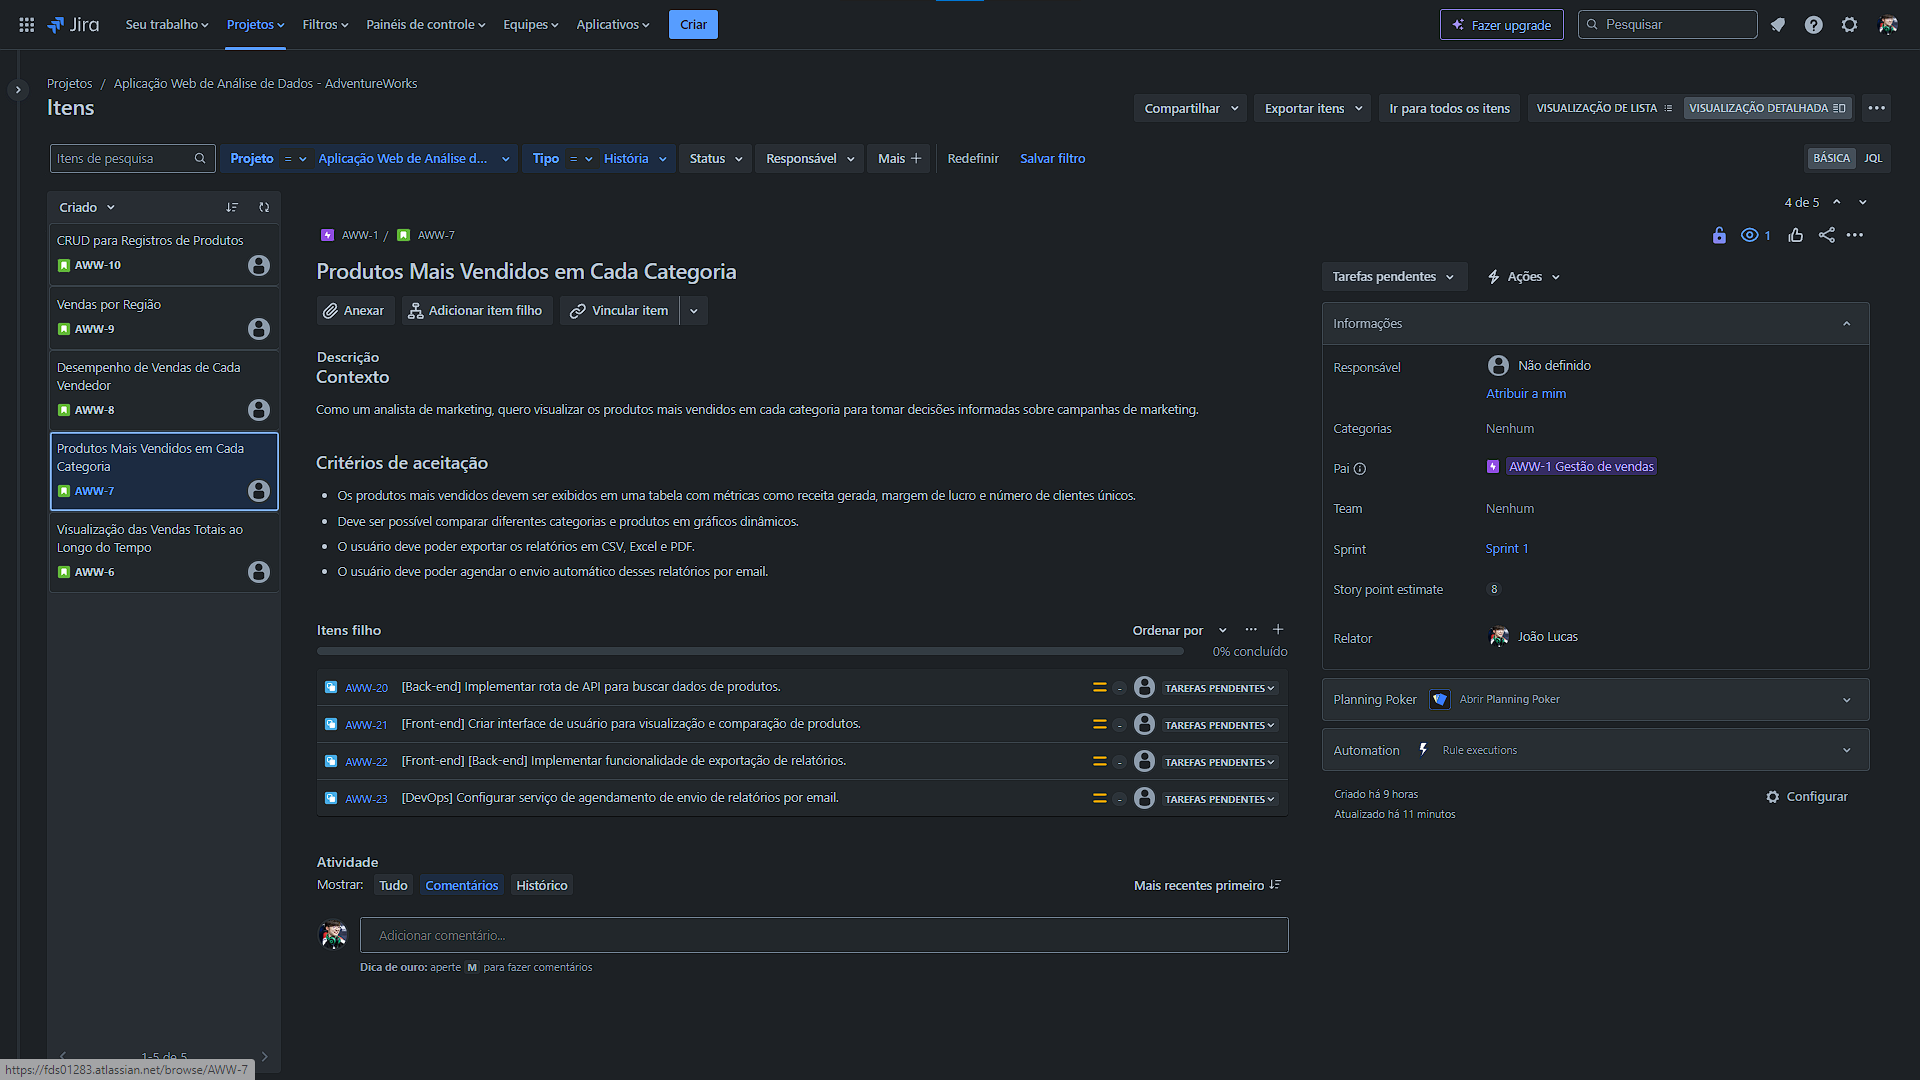 Jira
Seu trabalho
Projetos
Filtros
Painéis de controle
Equipes
Aplicativos
Criar
Fazer upgrade
Pesquisar
Projetos / Aplicação Web de Análise de Dados - AdventureWorks
Itens
Compartilhar
Exportar itens
Ir para todos os itens
VISUALIZAÇÃO DE LISTA
VISUALIZAÇÃO DETALHADA
Itens de pesquisa
Projeto = Aplicação Web de Análise d...
Tipo = História
Status
Responsável
Mais +
Redefinir
Salvar filtro
BÁSICA
JQL
Criado
CRUD para Registros de Produtos
AWW-10
Vendas por Região
AWW-9
Desempenho de Vendas de Cada
Vendedor
AWW-8
Produtos Mais Vendidos em Cada
Categoria
AWW-7
Visualização das Vendas Totais ao
Longo do Tempo
AWW-6
1-5 de 5
https://fds01283.atlassian.net/browse/AWW-7
4 de 5
AWW-1 / AWW-7
1
Produtos Mais Vendidos em Cada Categoria
Anexar
Adicionar item filho
Vincular item
Descrição
Contexto
Como um analista de marketing, quero visualizar os produtos mais vendidos em cada categoria para tomar decisões informadas sobre campanhas de marketing.
Critérios de aceitação
• Os produtos mais vendidos devem ser exibidos em uma tabela com métricas como receita gerada, margem de lucro e número de clientes únicos.
• Deve ser possível comparar diferentes categorias e produtos em gráficos dinâmicos.
• O usuário deve poder exportar os relatórios em CSV, Excel e PDF.
• O usuário deve poder agendar o envio automático desses relatórios por email.
Itens filho
Ordenar por
0% concluído
AWW-20 [Back-end] Implementar rota de API para buscar dados de produtos. - TAREFAS PENDENTES
AWW-21 [Front-end] Criar interface de usuário para visualização e comparação de produtos. - TAREFAS PENDENTES
AWW-22 [Front-end] [Back-end] Implementar funcionalidade de exportação de relatórios. - TAREFAS PENDENTES
AWW-23 [DevOps] Configurar serviço de agendamento de envio de relatórios por email. - TAREFAS PENDENTES
Atividade
Mostrar: Tudo Comentários Histórico
Mais recentes primeiro
Adicionar comentário...
Dica de ouro: aperte M para fazer comentários
Tarefas pendentes
Ações
Informações
Responsável
Não definido
Atribuir a mim
Categorias
Nenhum
Pai
AWW-1 Gestão de vendas
Team
Nenhum
Sprint
Sprint 1
Story point estimate
8
Relator
João Lucas
Planning Poker
Abrir Planning Poker
Automation
Rule executions
Criado há 9 horas
Atualizado há 11 minutos
Configurar